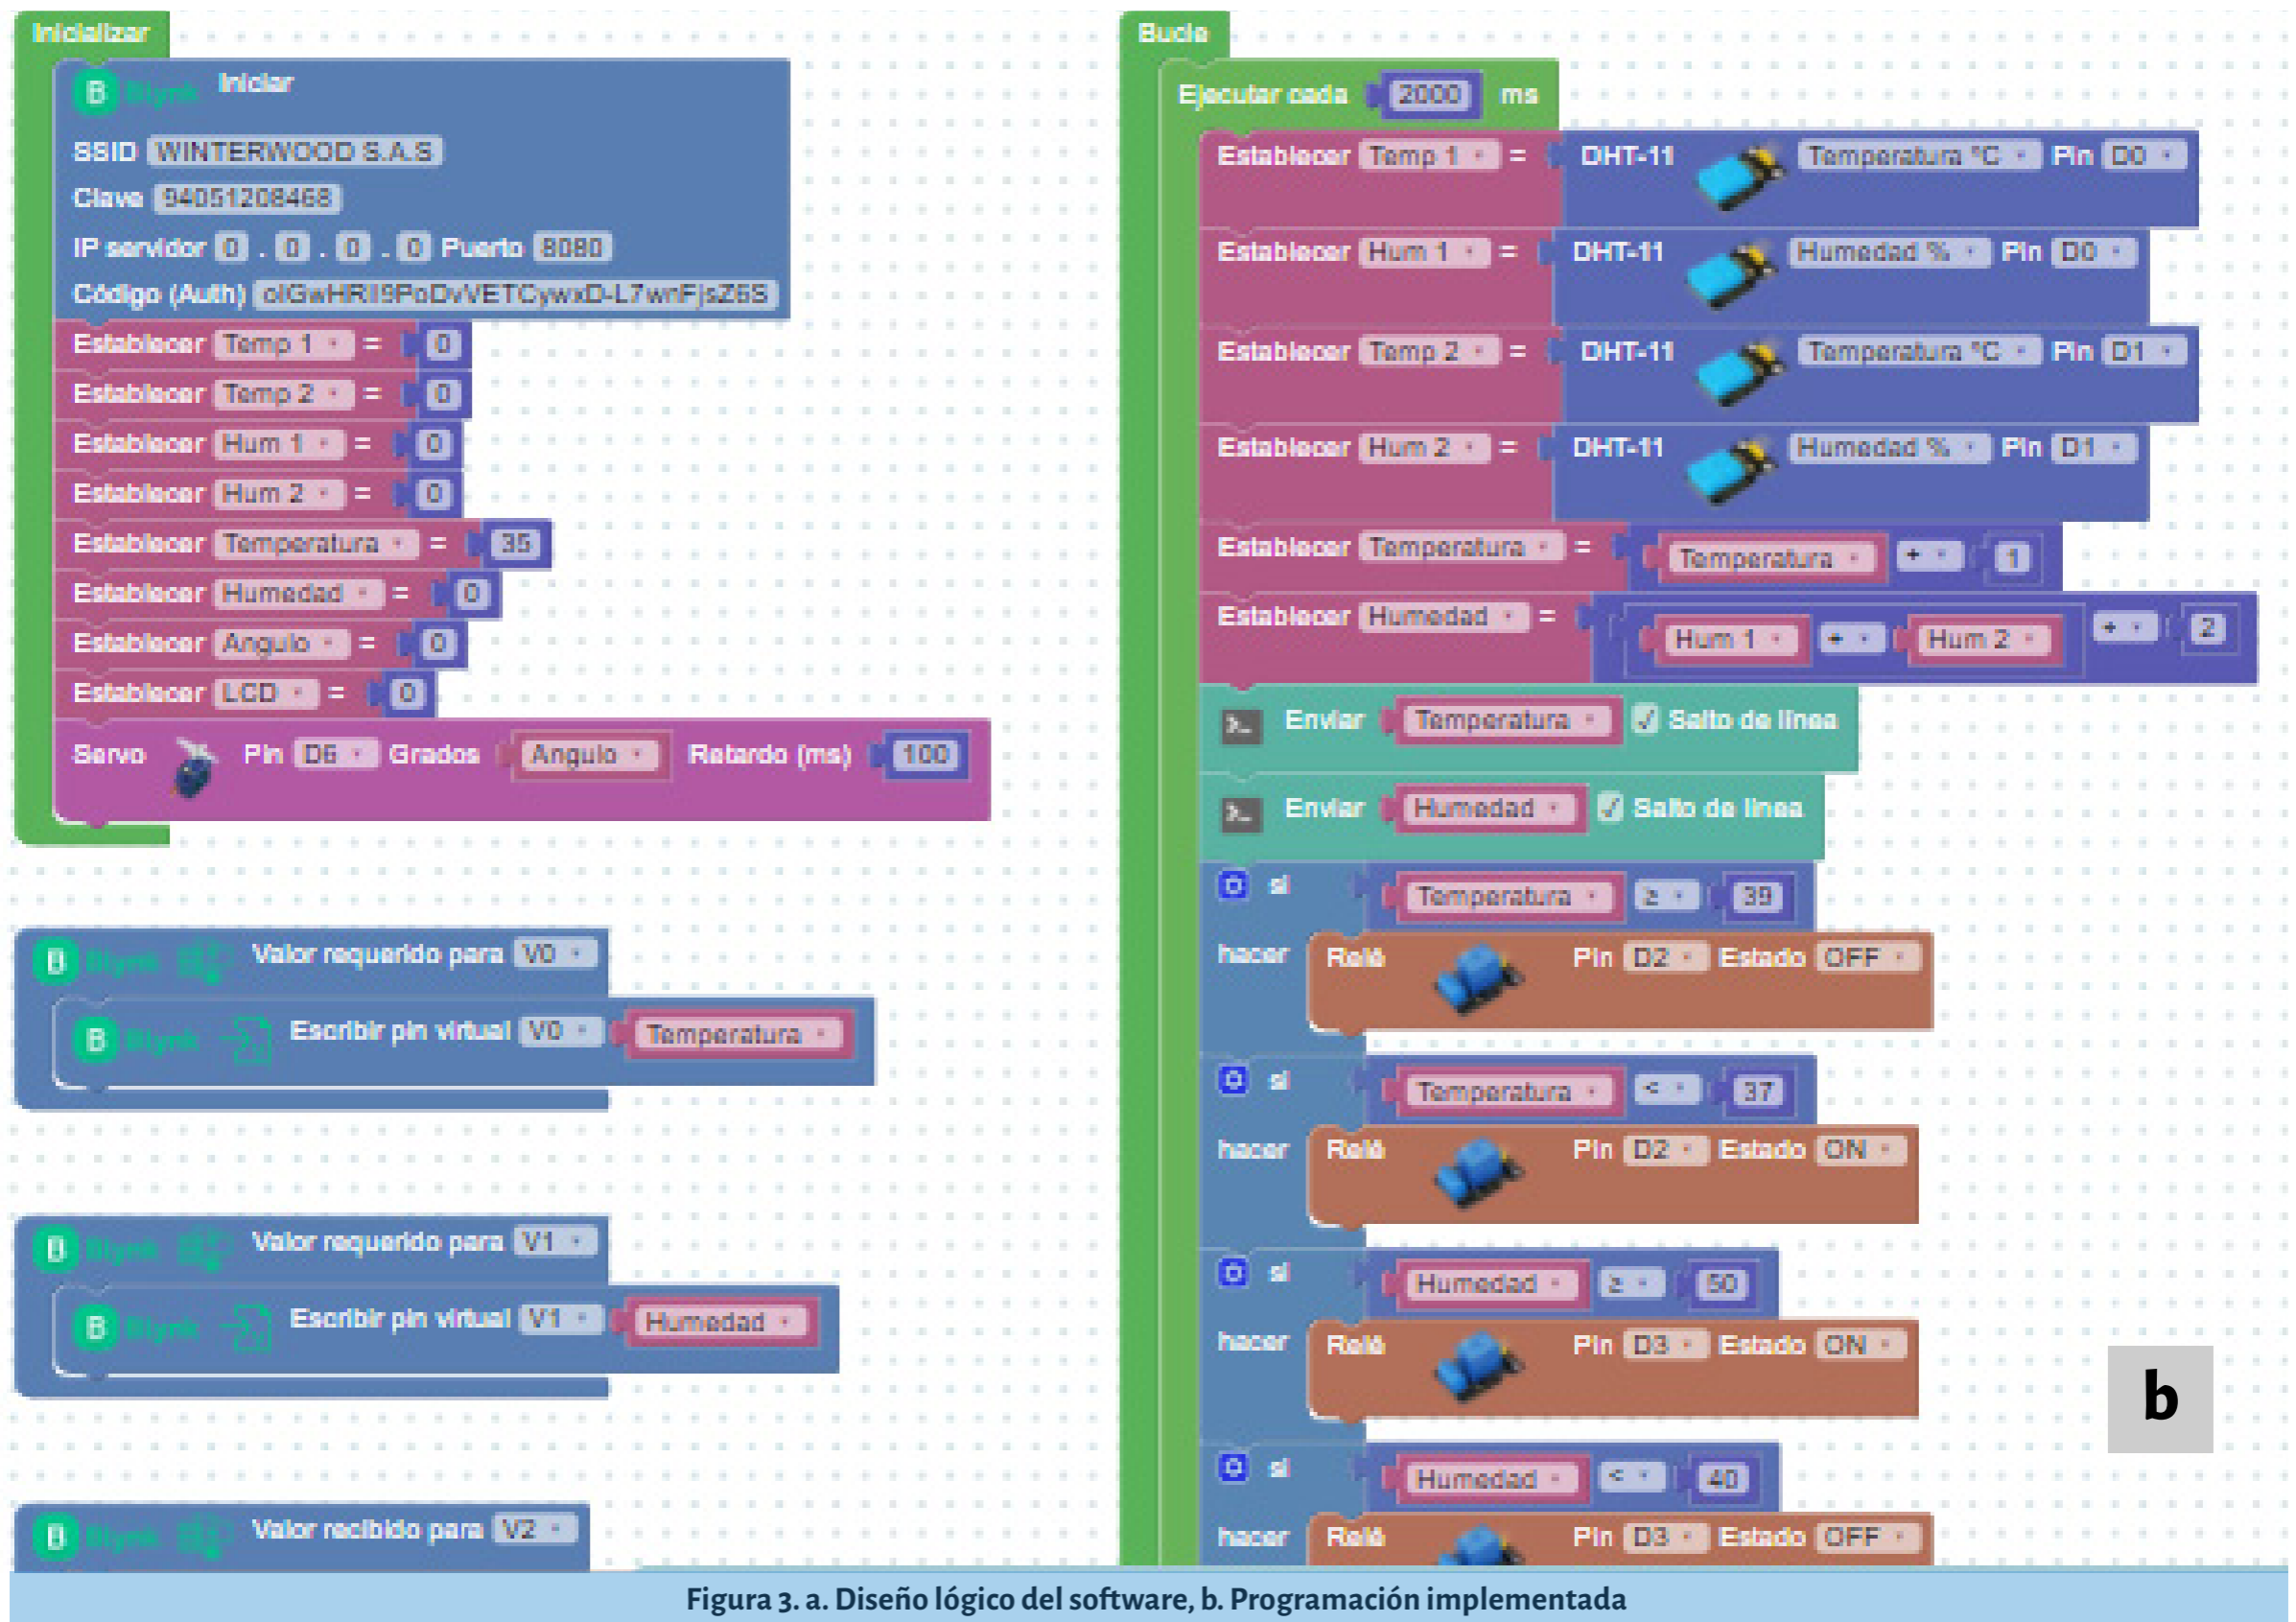 Inicializar
B Blynk Iniciar
SSID WINTERWOOD S.A.S
Clave 94051208468
IP servidor 0 . 0 . 0 . 0 Puerto 8080
Código (Auth)
Establecer Temp 1 = 0
Establecer Temp 2 = 0
Establecer Hum 1 = 0
Establecer Hum 2 = 0
Establecer Temperatura = 35
Establecer Humedad = 0
Establecer Angulo = 0
Establecer LCD = 0
Servo Pin D6 Grados Angulo Retardo (ms) 100
B Blynk Valor requerido para V0
B Blynk Escribir pin virtual V0 Temperatura
B Blynk Valor requerido para V1
B Blynk Escribir pin virtual V1 Humedad
B Blynk Valor recibido para V2
Bucle
Ejecutar cada 2000 ms
Establecer Temp 1 = DHT-11 Temperatura °C Pin D0
Establecer Hum 1 = DHT-11 Humedad % Pin D0
Establecer Temp 2 = DHT-11 Temperatura °C Pin D1
Establecer Hum 2 = DHT-11 Humedad % Pin D1
Establecer Temperatura = Temperatura + 1
Establecer Humedad = Hum 1 + Hum 2 2
>_ Enviar Temperatura ✓ Salto de línea
>_ Enviar Humedad ✓ Salto de línea
si Temperatura ≥ 39
hacer Relé Pin D2 Estado OFF
si Temperatura < 37
hacer Relé Pin D2 Estado ON
si Humedad ≥ 50
hacer Relé Pin D3 Estado ON
si Humedad < 40
hacer Relé Pin D3 Estado OFF
b
Figura 3. a. Diseño lógico del software, b. Programación implementada